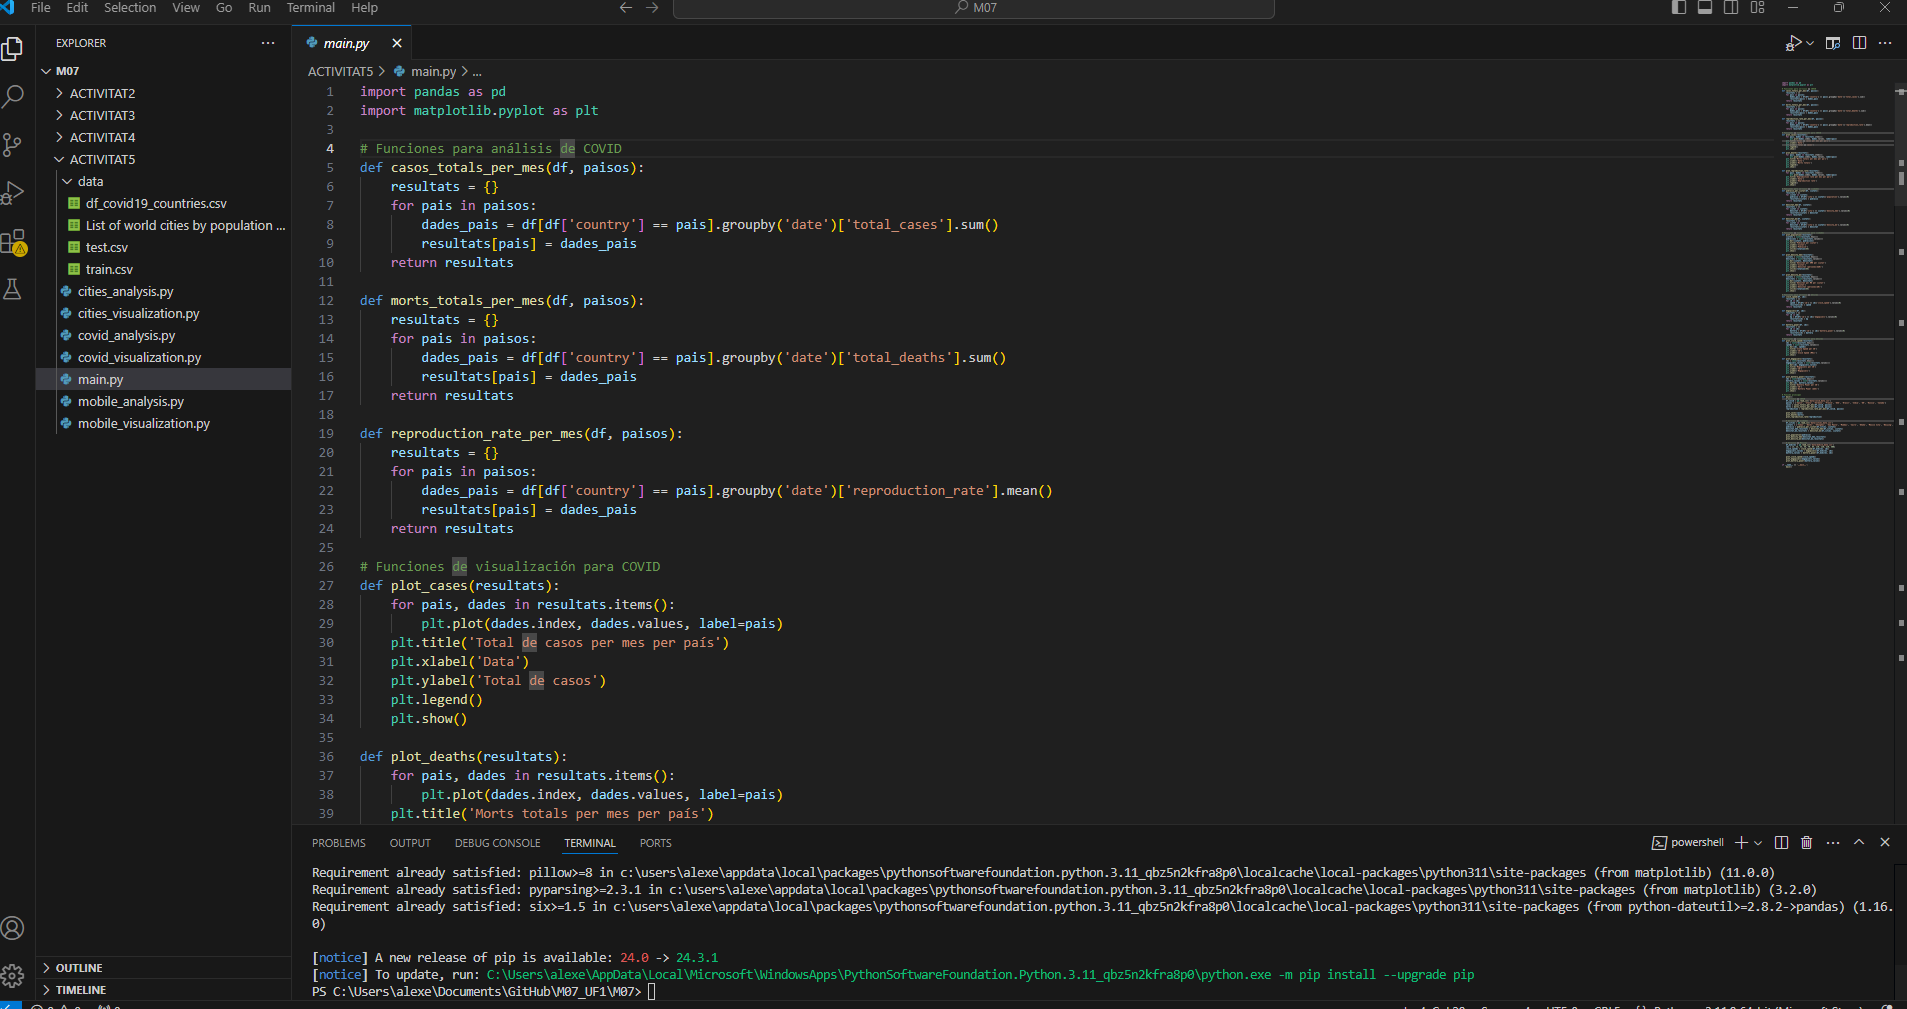 File Edit Selection View Go Run Terminal Help
M07
EXPLORER
M07
ACTIVITAT2
ACTIVITAT3
ACTIVITAT4
ACTIVITAT5
data
df_covid19_countries.csv
List of world cities by population ...
test.csv
train.csv
cities_analysis.py
cities_visualization.py
covid_analysis.py
covid_visualization.py
main.py
mobile_analysis.py
mobile_visualization.py
OUTLINE
TIMELINE
main.py
ACTIVITAT5 > main.py > ...
1 import pandas as pd
2 import matplotlib.pyplot as plt
3
4 # Funciones para análisis de COVID
5 def casos_totals_per_mes(df, paisos):
6 resultats = {}
7 for pais in paisos:
8 dades_pais = df[df['country'] == pais].groupby('date')['total_cases'].sum()
9 resultats[pais] = dades_pais
10 return resultats
11
12 def morts_totals_per_mes(df, paisos):
13 resultats = {}
14 for pais in paisos:
15 dades_pais = df[df['country'] == pais].groupby('date')['total_deaths'].sum()
16 resultats[pais] = dades_pais
17 return resultats
18
19 def reproduction_rate_per_mes(df, paisos):
20 resultats = {}
21 for pais in paisos:
22 dades_pais = df[df['country'] == pais].groupby('date')['reproduction_rate'].mean()
23 resultats[pais] = dades_pais
24 return resultats
25
26 # Funciones de visualización para COVID
27 def plot_cases(resultats):
28 for pais, dades in resultats.items():
29 plt.plot(dades.index, dades.values, label=pais)
30 plt.title('Total de casos per mes per país')
31 plt.xlabel('Data')
32 plt.ylabel('Total de casos')
33 plt.legend()
34 plt.show()
35
36 def plot_deaths(resultats):
37 for pais, dades in resultats.items():
38 plt.plot(dades.index, dades.values, label=pais)
39 plt.title('Morts totals per mes per país')
PROBLEMS OUTPUT DEBUG CONSOLE TERMINAL PORTS
powershell
Requirement already satisfied: pillow>=8 in c:\users\alexe\appdata\local\packages\pythonsoftwarefoundation.python.3.11_qbz5n2kfra8p0\localcache\local-packages\python311\site-packages (from matplotlib) (11.0.0)
Requirement already satisfied: pyparsing>=2.3.1 in c:\users\alexe\appdata\local\packages\pythonsoftwarefoundation.python.3.11_qbz5n2kfra8p0\localcache\local-packages\python311\site-packages (from matplotlib) (3.2.0)
Requirement already satisfied: six>=1.5 in c:\users\alexe\appdata\local\packages\pythonsoftwarefoundation.python.3.11_qbz5n2kfra8p0\localcache\local-packages\python311\site-packages (from python-dateutil>=2.8.2->pandas) (1.16.
0)
[notice] A new release of pip is available: 24.0 -> 24.3.1
[notice] To update, run: C:\Users\alexe\AppData\Local\Microsoft\WindowsApps\PythonSoftwareFoundation.Python.3.11_qbz5n2kfra8p0\python.exe -m pip install --upgrade pip
PS C:\Users\alexe\Documents\GitHub\M07_UF1\M07>